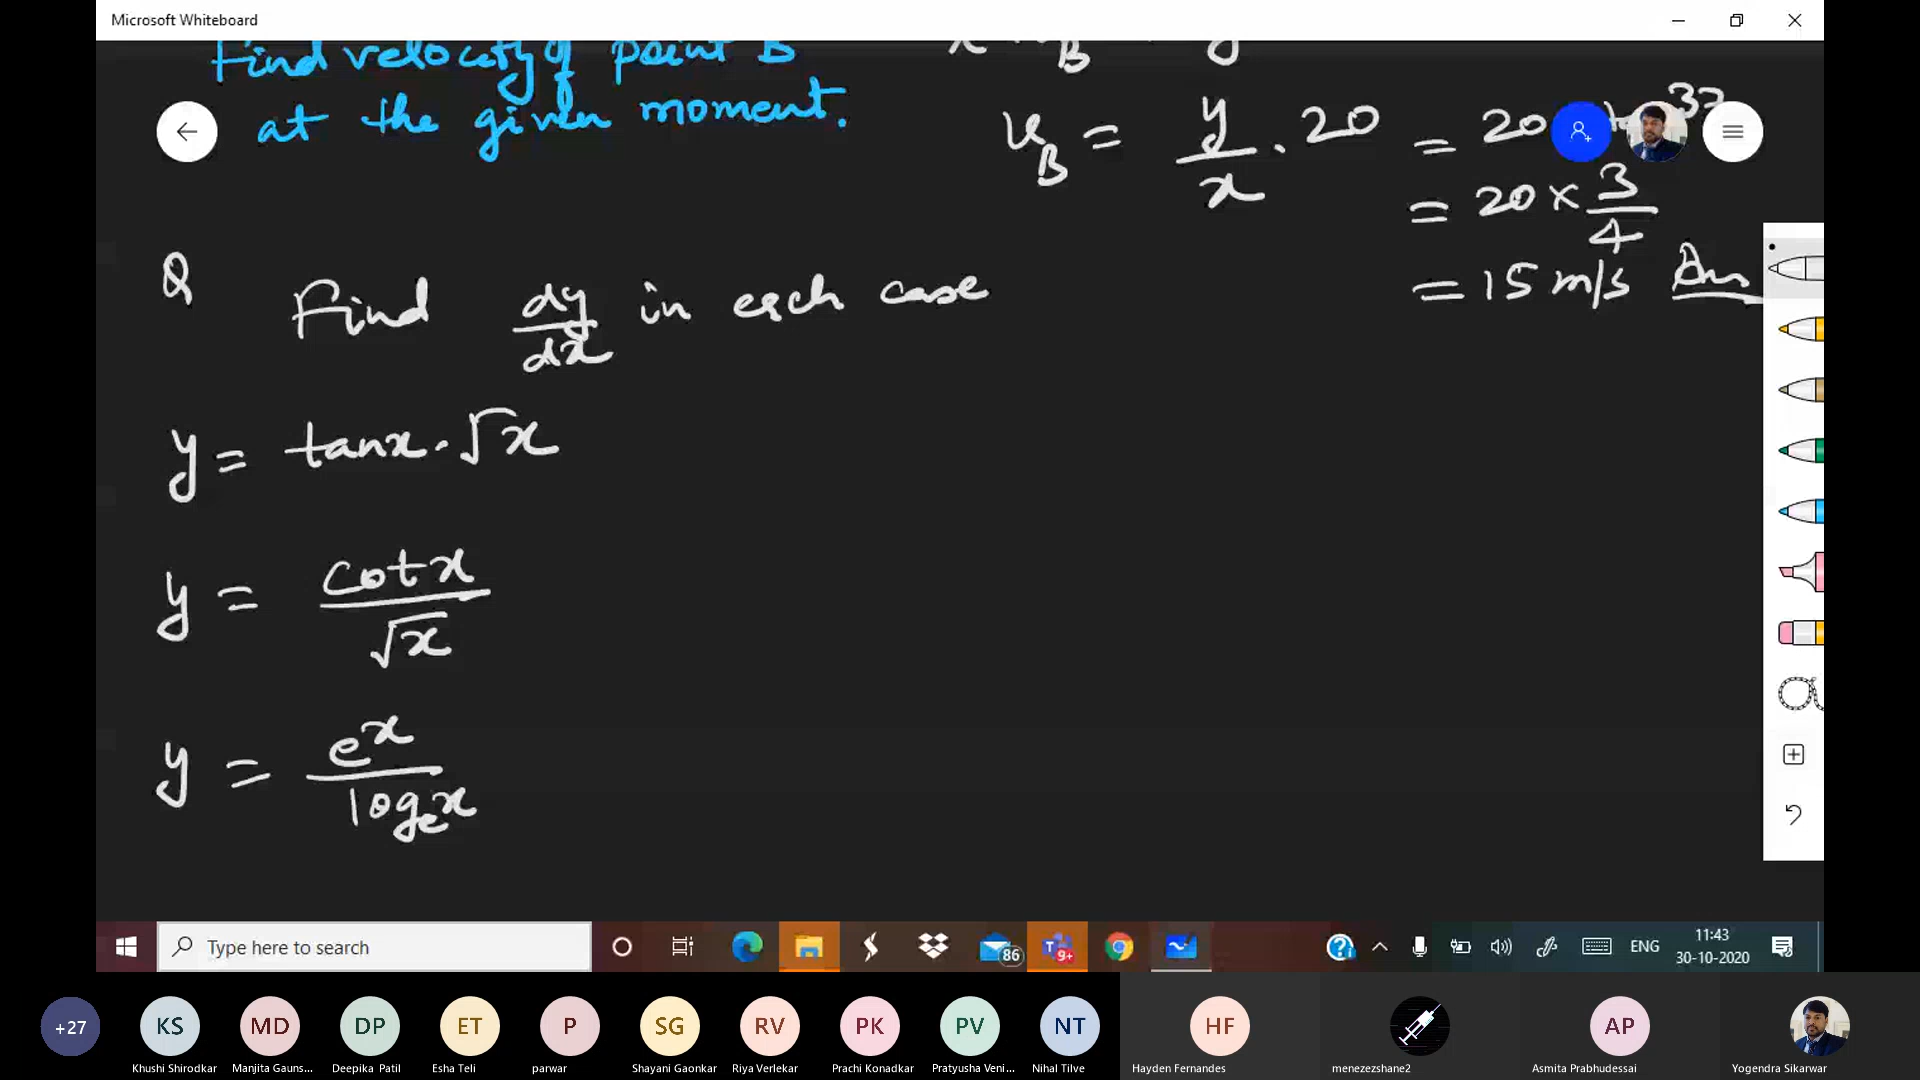 Microsoft Whiteboard
Find velocity of point B
at the given moment.
v_B = y/x . 20 = 20 37
= 20 × 3/4
= 15 m/s Ans
Q Find dy/dx in each case
y = tanx . √x
y = cotx/√x
y = e^x/log_e x
Type here to search
86
9+
ENG
11:43
30-10-2020
+27
KS
MD
DP
ET
P
SG
RV
PK
PV
NT
HF
AP
Khushi Shirodkar
Manjita Gauns...
Deepika Patil
Esha Teli
parwar
Shayani Gaonkar
Riya Verlekar
Prachi Konadkar
Pratyusha Veni...
Nihal Tilve
Hayden Fernandes
menezezshane2
Asmita Prabhudessai
Yogendra Sikarwar